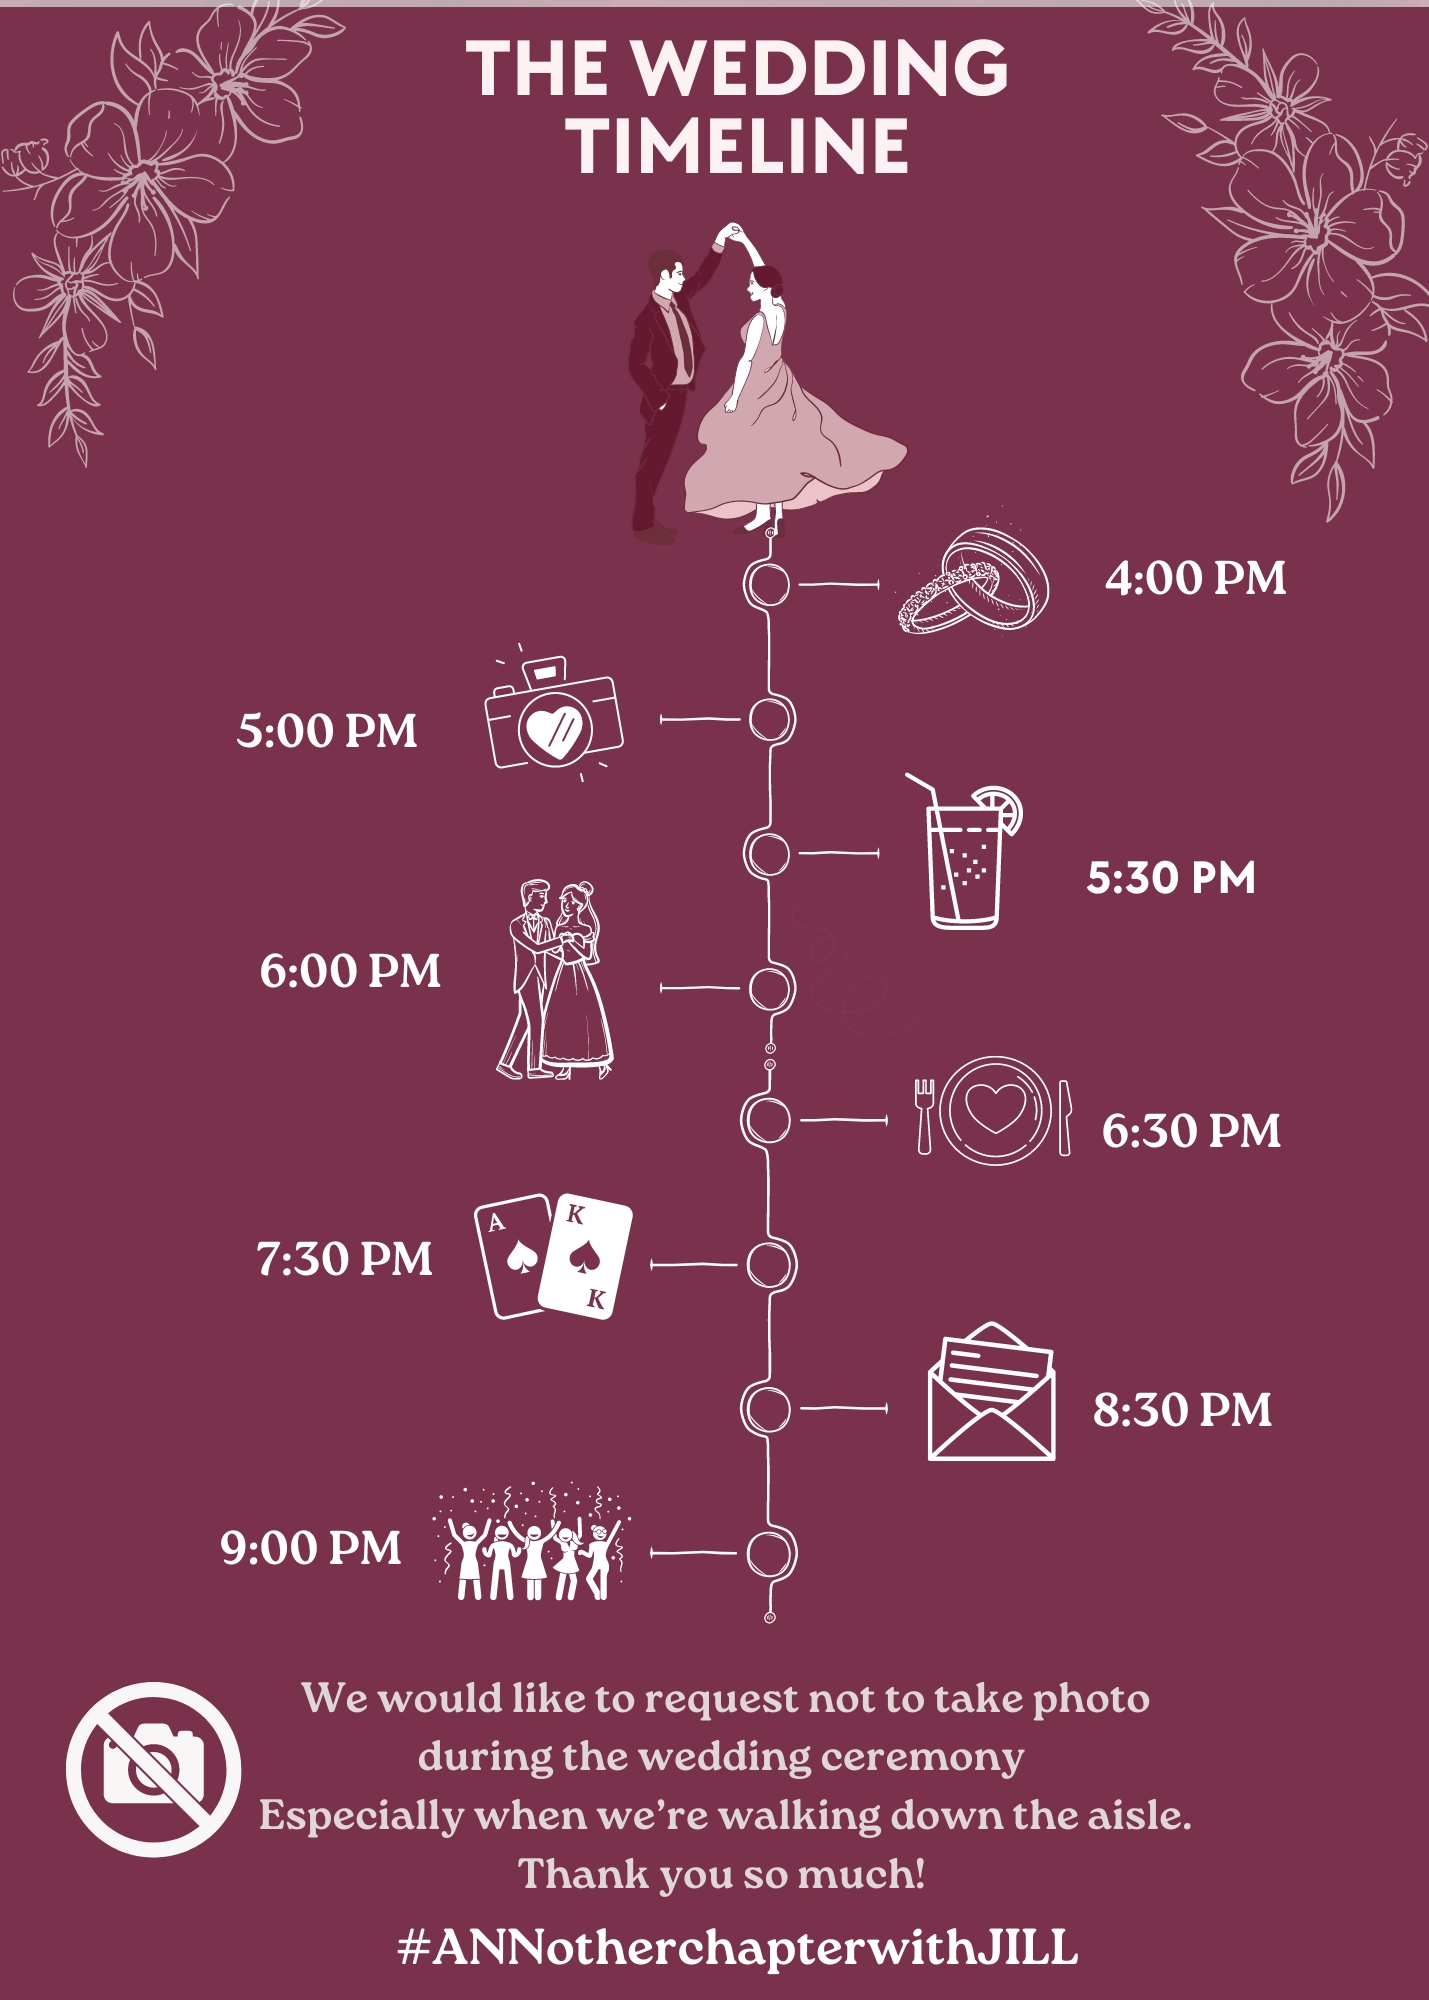 THE WEDDING
TIMELINE
4:00 PM
5:00 PM
5:30 PM
6:00 PM
6:30 PM
7:30 PM
A
K
K
8:30 PM
9:00 PM
We would like to request not to take photo
during the wedding ceremony
Especially when we’re walking down the aisle.
Thank you so much!
#ANNotherchapterwithJILL